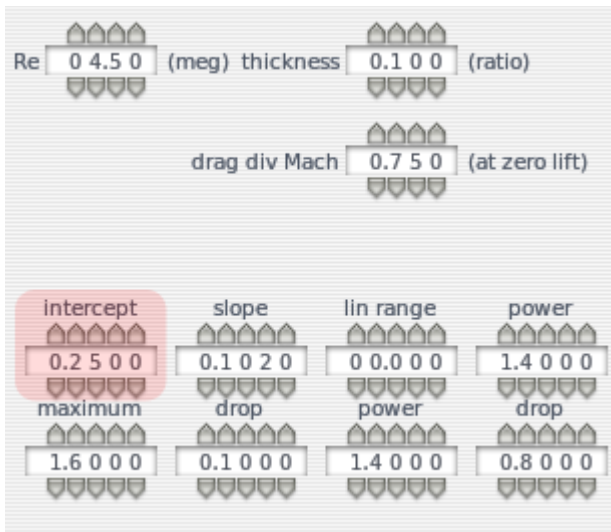 Re 0 4.5 0 (meg) thickness 0.1 0 0 (ratio)
drag div Mach 0.7 5 0 (at zero lift)
intercept slope lin range power
0.2 5 0 0 0.1 0 2 0 0 0.0 0 0 1.4 0 0 0
maximum drop power drop
1.6 0 0 0 0.1 0 0 0 1.4 0 0 0 0.8 0 0 0